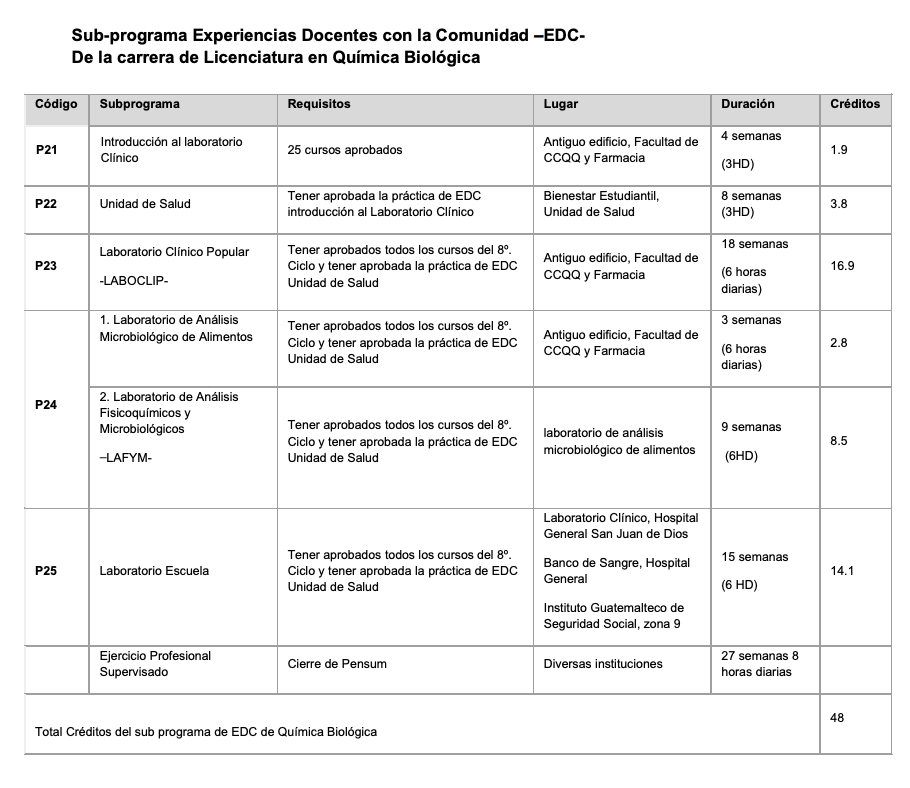 Sub-programa Experiencias Docentes con la Comunidad –EDC-
De la carrera de Licenciatura en Química Biológica
Código Subprograma Requisitos Lugar Duración Créditos
P21
Introducción al laboratorio
Clínico
25 cursos aprobados
Antiguo edificio, Facultad de
CCQQ y Farmacia
4 semanas
(3HD)
1.9
P22
Unidad de Salud
Tener aprobada la práctica de EDC
introducción al Laboratorio Clínico
Bienestar Estudiantil,
Unidad de Salud
8 semanas
(3HD)
3.8
P23
Laboratorio Clínico Popular
-LABOCLIP-
Tener aprobados todos los cursos del 8º.
Ciclo y tener aprobada la práctica de EDC
Unidad de Salud
Antiguo edificio, Facultad de
CCQQ y Farmacia
18 semanas
(6 horas
diarias)
16.9
P24
1. Laboratorio de Análisis
Microbiológico de Alimentos
Tener aprobados todos los cursos del 8º.
Ciclo y tener aprobada la práctica de EDC
Unidad de Salud
Antiguo edificio, Facultad de
CCQQ y Farmacia
3 semanas
(6 horas
diarias)
2.8
2. Laboratorio de Análisis
Fisicoquímicos y
Microbiológicos
–LAFYM-
Tener aprobados todos los cursos del 8º.
Ciclo y tener aprobada la práctica de EDC
Unidad de Salud
laboratorio de análisis
microbiológico de alimentos
9 semanas
(6HD)
8.5
P25
Laboratorio Escuela
Tener aprobados todos los cursos del 8º.
Ciclo y tener aprobada la práctica de EDC
Unidad de Salud
Laboratorio Clínico, Hospital
General San Juan de Dios
Banco de Sangre, Hospital
General
Instituto Guatemalteco de
Seguridad Social, zona 9
15 semanas
(6 HD)
14.1
Ejercicio Profesional
Supervisado
Cierre de Pensum
Diversas instituciones
27 semanas 8
horas diarias
Total Créditos del sub programa de EDC de Química Biológica
48